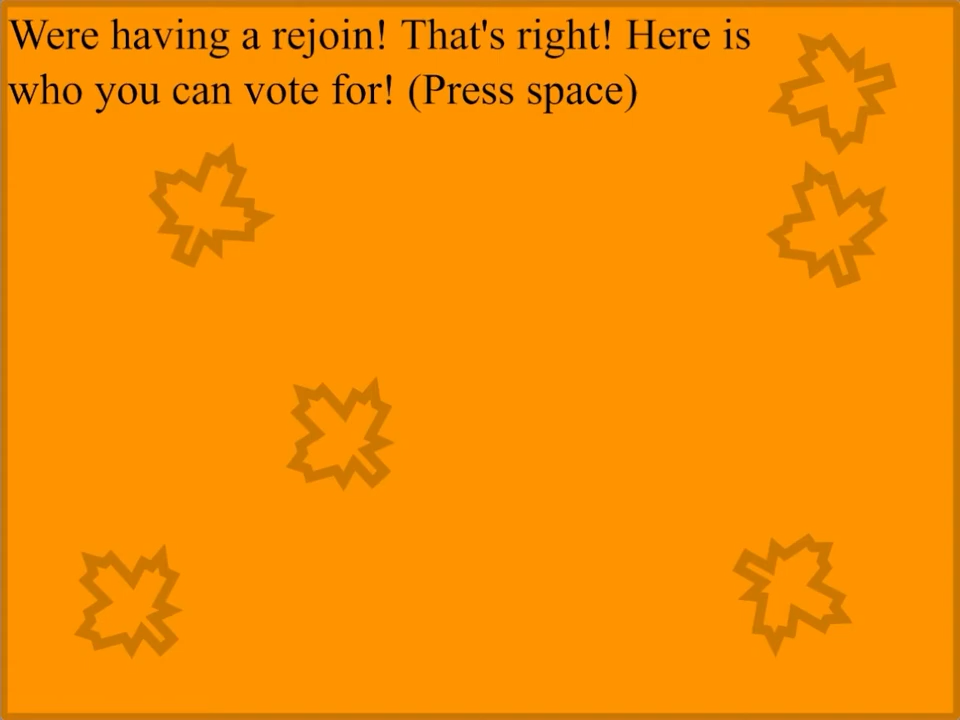 Were having a rejoin! That's right! Here is
who you can vote for! (Press space)